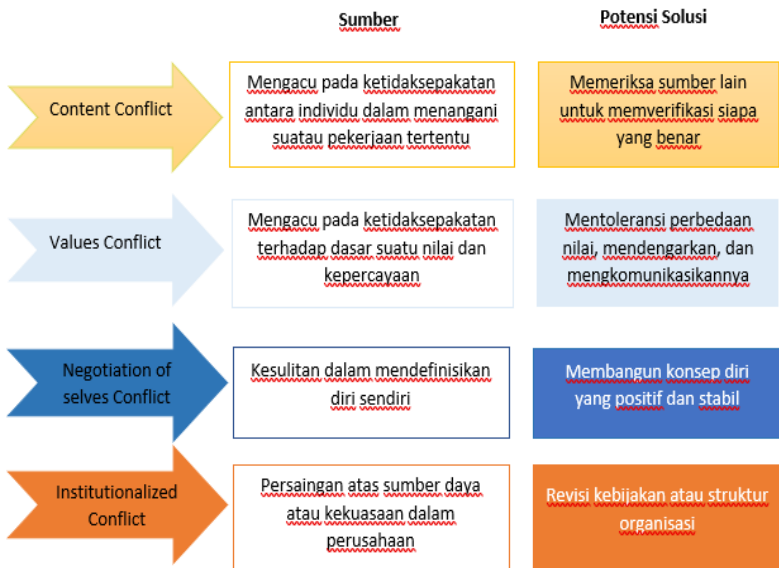 Sumber
Potensi Solusi
Content Conflict
Mengacu pada ketidaksepakatan
antara individu dalam menangani
suatau pekerjaan tertentu
Memeriksa sumber lain
untuk memverifikasi siapa
yang benar
Values Conflict
Mengacu pada ketidaksepakatan
terhadap dasar suatu nilai dan
kepercayaan
Mentoleransi perbedaan
nilai, mendengarkan, dan
mengkomunikasikannya
Negotiation of
selves Conflict
Kesulitan dalam mendefinisikan
diri sendiri
Membangun konsep diri
yang positif dan stabil
Institutionalized
Conflict
Persaingan atas sumber daya
atau kekuasaan dalam
perusahaan
Revisi kebijakan atau struktur
organisasi